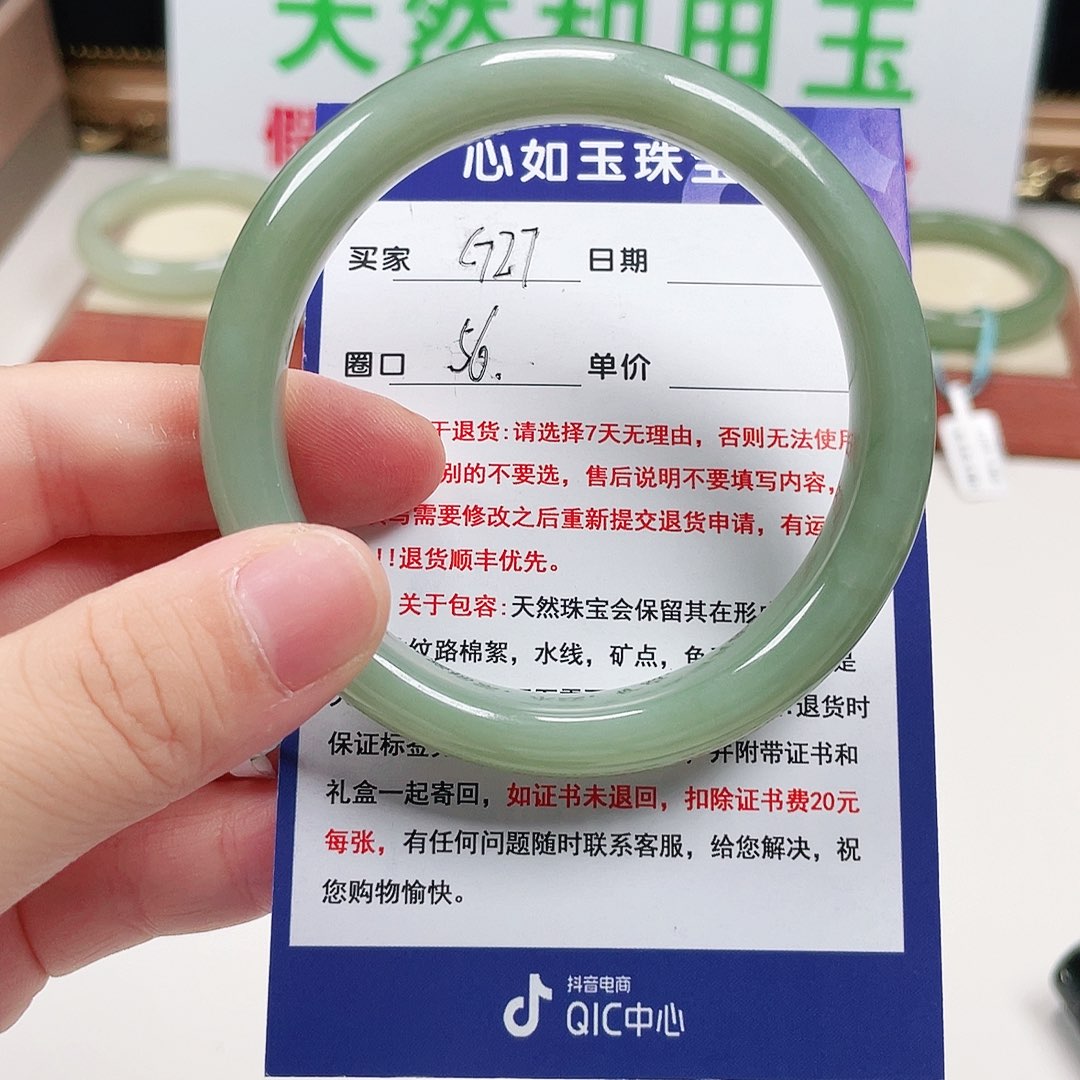 天然和田玉
假
心如玉珠宝
买家 G727 日期
圈口 56. 单价
于退货:请选择7天无理由，否则无法使用
别的不要选，售后说明不要填写内容，
写需要修改之后重新提交退货申请，有运
!!退货顺丰优先。
关于包容:天然珠宝会保留其在形
纹路棉絮，水线，矿点，色 是
:退货时
保证标签 并附带证书和
礼盒一起寄回，如证书未退回，扣除证书费20元
每张，有任何问题随时联系客服，给您解决，祝
您购物愉快。
抖音电商
QIC中心